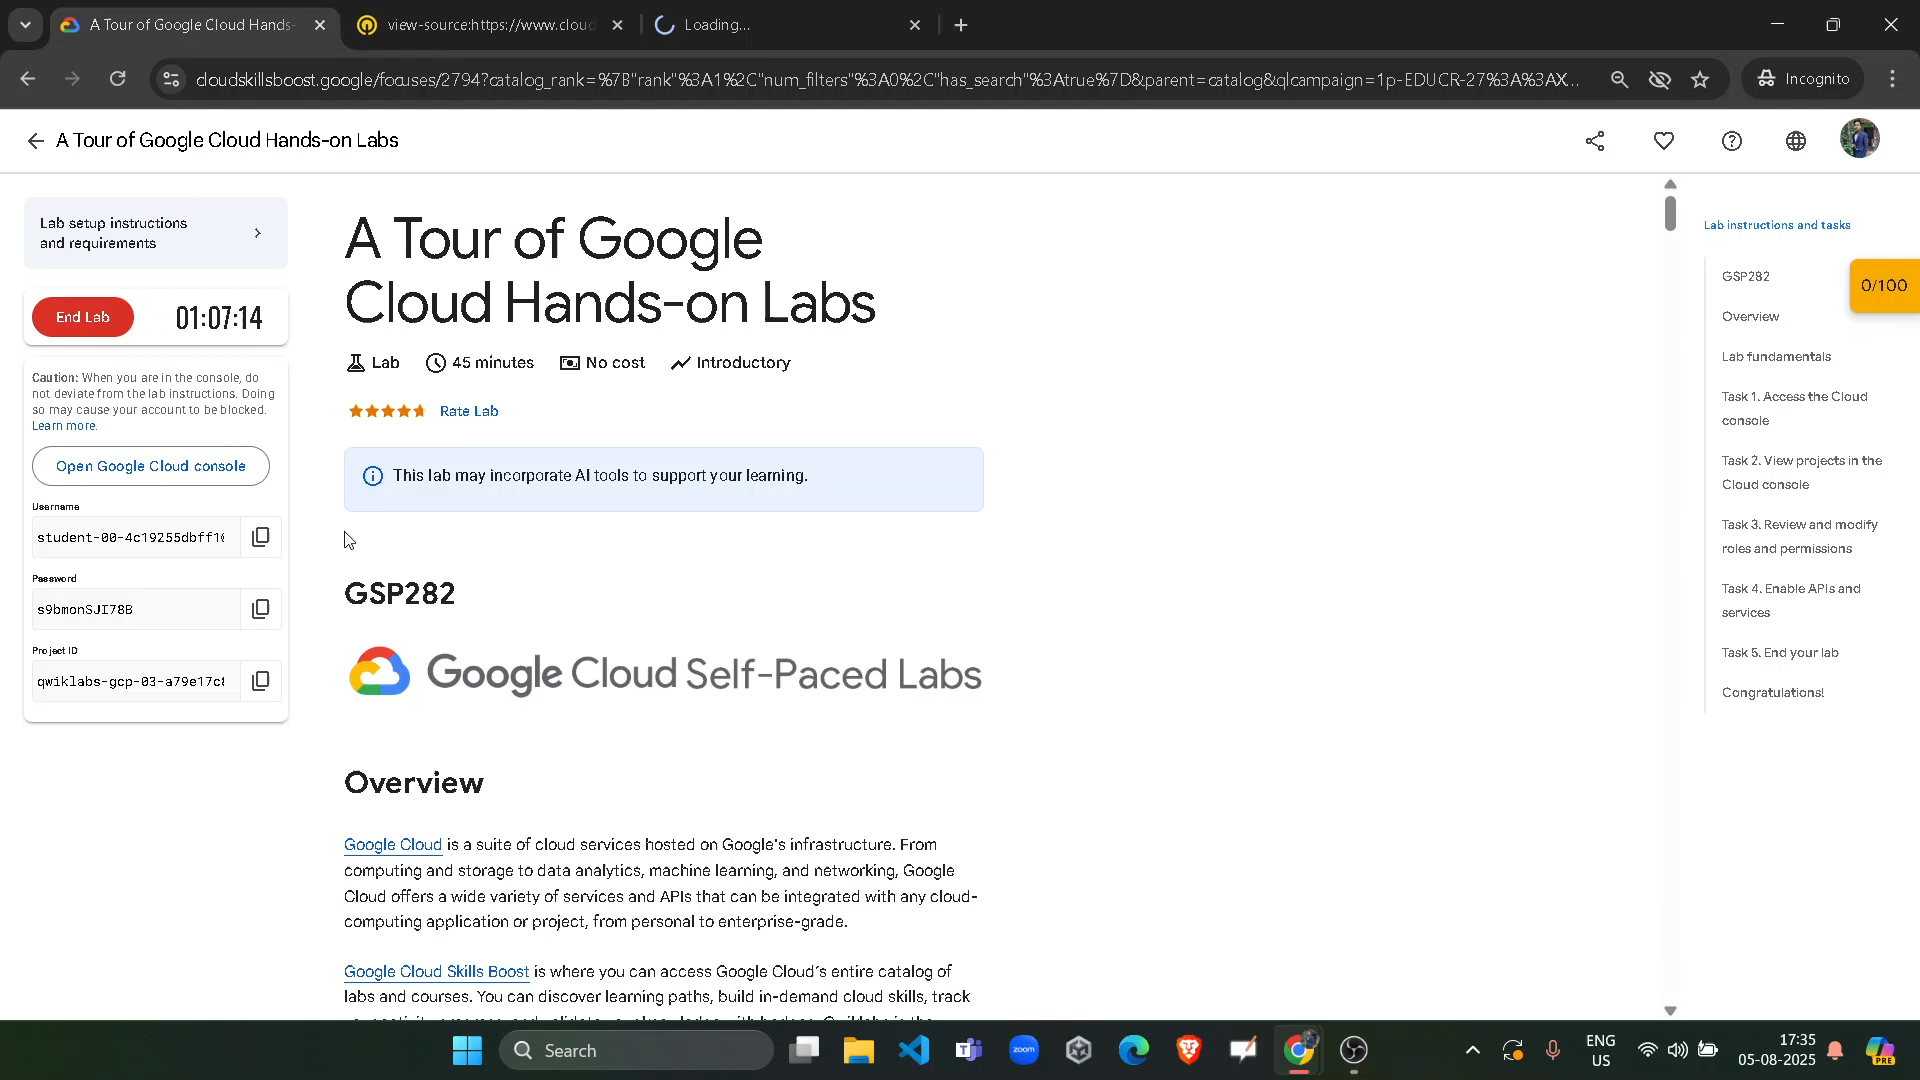 A Tour of Google Cloud Hands-
view-source:https://www.cloud
Loading...
cloudskillsboost.google/focuses/2794?catalog_rank=%7B"rank"%3A1%2C"num_filters"%3A0%2C"has_search"%3Atrue%7D&parent=catalog&qlcampaign=1p-EDUCR-27%3A%3AX...
Incognito
A Tour of Google Cloud Hands-on Labs
Lab setup instructions
and requirements
End Lab
01:07:14
Caution: When you are in the console, do
not deviate from the lab instructions. Doing
so may cause your account to be blocked.
Learn more.
Open Google Cloud console
Username
student-00-4c19255dbff1
Password
s9bmonSJI78B
Project ID
qwiklabs-gcp-03-a79e17c
A Tour of Google
Cloud Hands-on Labs
Lab
45 minutes
No cost
Introductory
Rate Lab
This lab may incorporate AI tools to support your learning.
GSP282
Google Cloud Self-Paced Labs
Overview
Google Cloud is a suite of cloud services hosted on Google's infrastructure. From
computing and storage to data analytics, machine learning, and networking, Google
Cloud offers a wide variety of services and APIs that can be integrated with any cloud-
computing application or project, from personal to enterprise-grade.
Google Cloud Skills Boost is where you can access Google Cloud's entire catalog of
labs and courses. You can discover learning paths, build in-demand cloud skills, track
Lab instructions and tasks
GSP282
0/100
Overview
Lab fundamentals
Task 1. Access the Cloud
console
Task 2. View projects in the
Cloud console
Task 3. Review and modify
roles and permissions
Task 4. Enable APIs and
services
Task 5. End your lab
Congratulations!
Search
zoom
ENG
US
17:35
05-08-2025
PRE